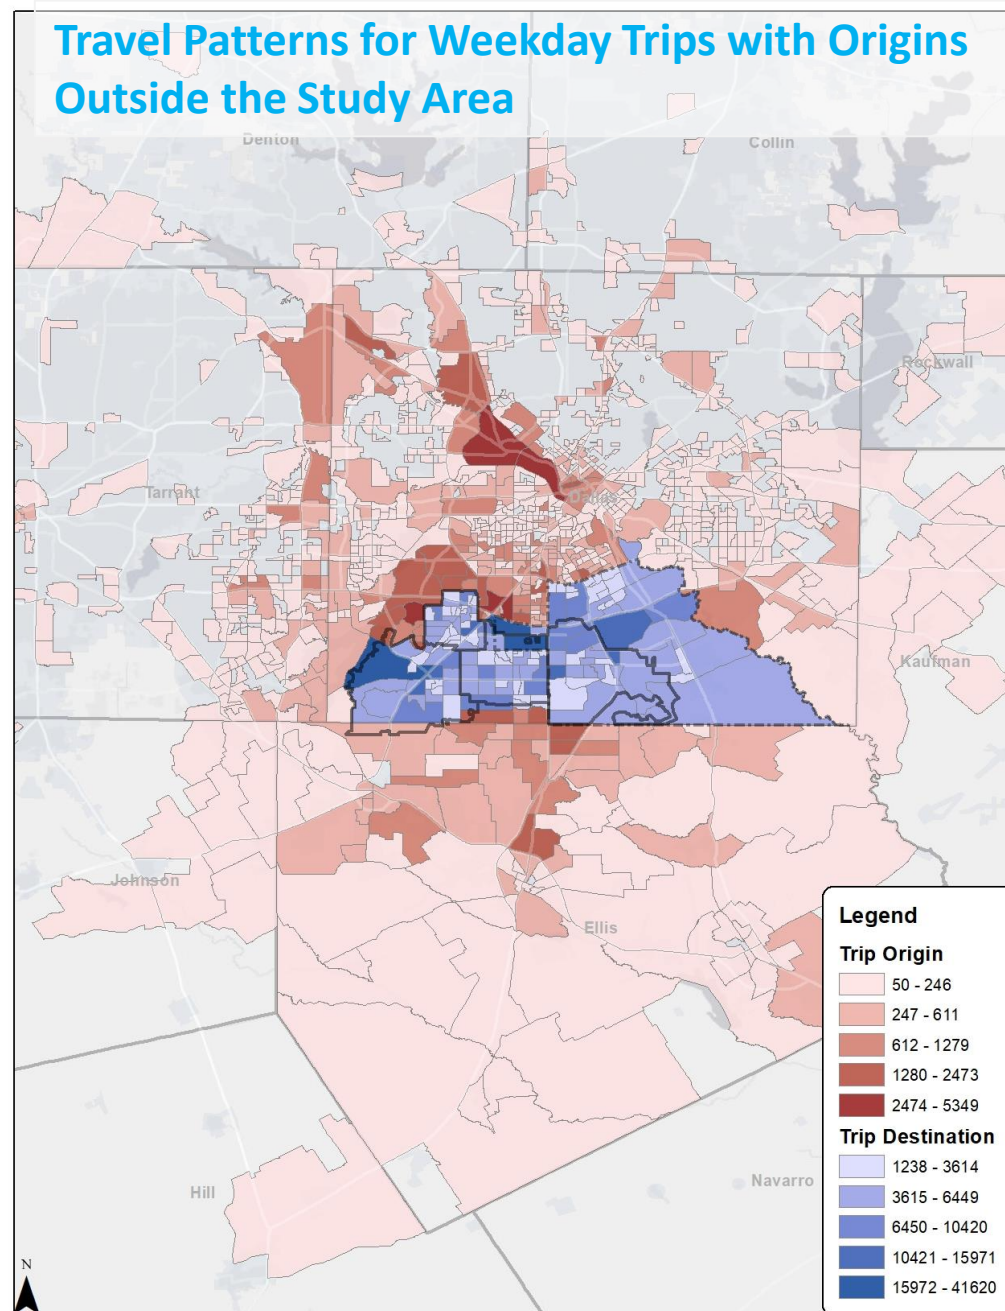 Travel Patterns for Weekday Trips with Origins
Outside the Study Area
Denton
Collin
Rockwall
Tarrant
Dallas
Kaufman
Johnson
Ellis
Hill
Navarro
N
Legend
Trip Origin
50 - 246
247 - 611
612 - 1279
1280 - 2473
2474 - 5349
Trip Destination
1238 - 3614
3615 - 6449
6450 - 10420
10421 - 15971
15972 - 41620